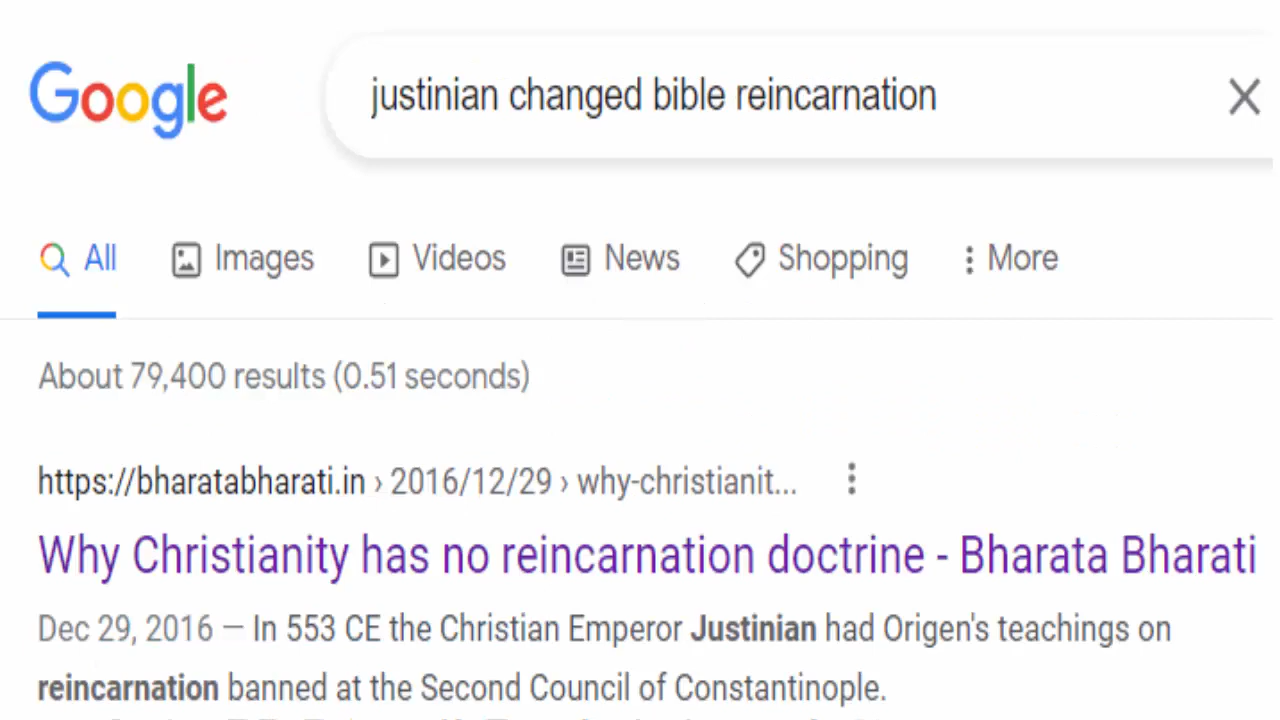 Google
justinian changed bible reincarnation
All Images Videos News Shopping More
About 79,400 results (0.51 seconds)
https://bharatabharati.in › 2016/12/29 › why-christianit...
Why Christianity has no reincarnation doctrine - Bharata Bharati
Dec 29, 2016 — In 553 CE the Christian Emperor Justinian had Origen's teachings on
reincarnation banned at the Second Council of Constantinople.